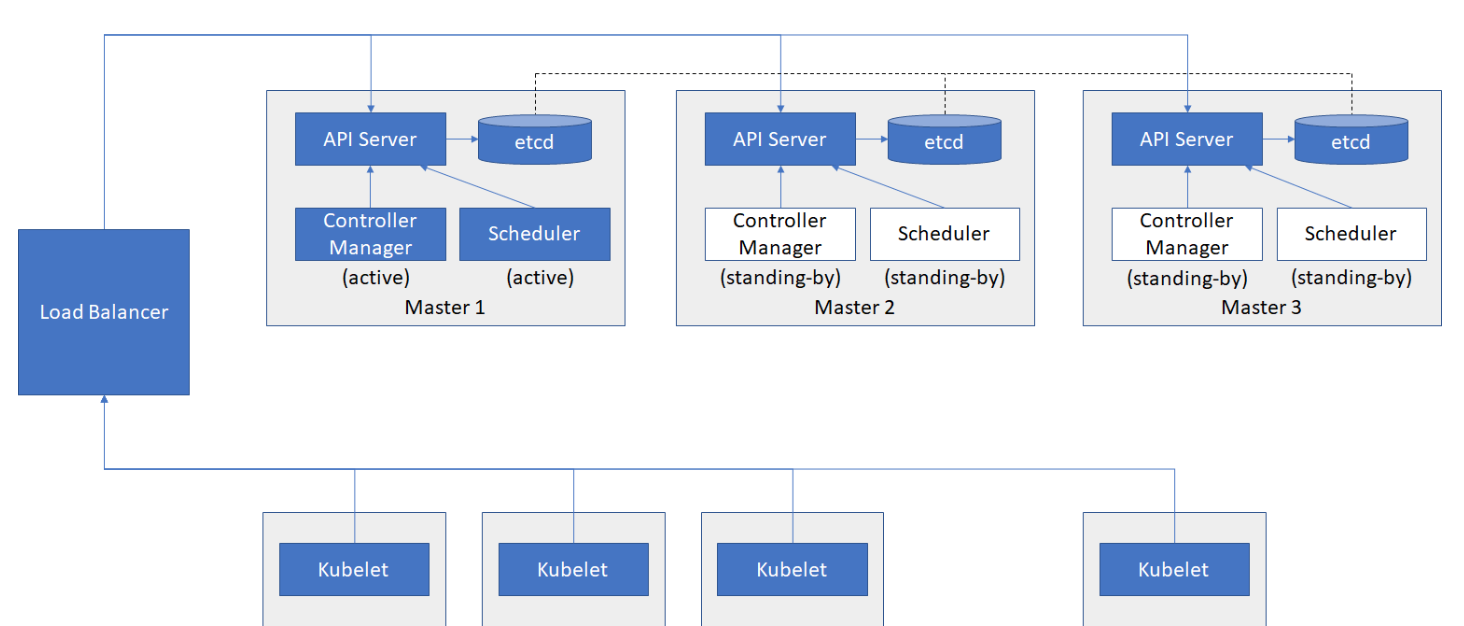 API Server
etcd
Controller
Manager
Scheduler
(active)
(active)
Master 1
API Server
etcd
Controller
Manager
Scheduler
(standing-by)
(standing-by)
Master 2
API Server
etcd
Controller
Manager
Scheduler
(standing-by)
(standing-by)
Master 3
Load Balancer
Kubelet
Kubelet
Kubelet
Kubelet